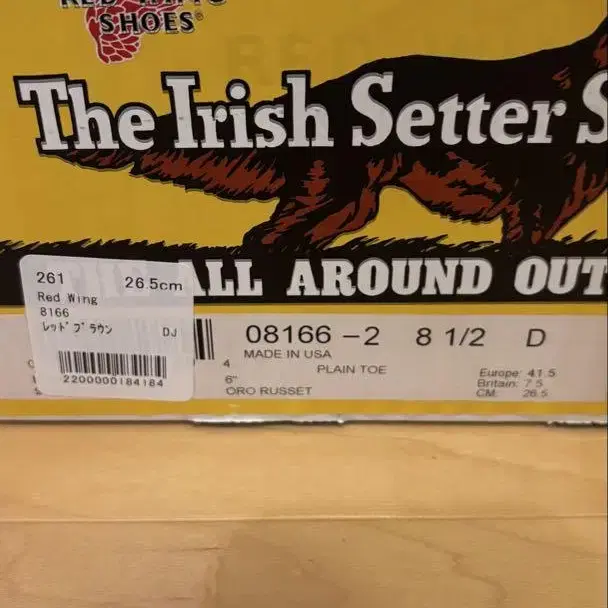 RED WING
SHOES®
The Irish Setter S
ALL AROUND OUT
261 26.5cm
Red Wing
8166
ﾚｯﾄﾞﾌﾞﾗｳﾝ DJ
2200000184184
08166-2 8 1/2 D
MADE IN USA
4
PLAIN TOE
6"
ORO RUSSET
Europe: 41.5
Britain: 7.5
CM: 26.5